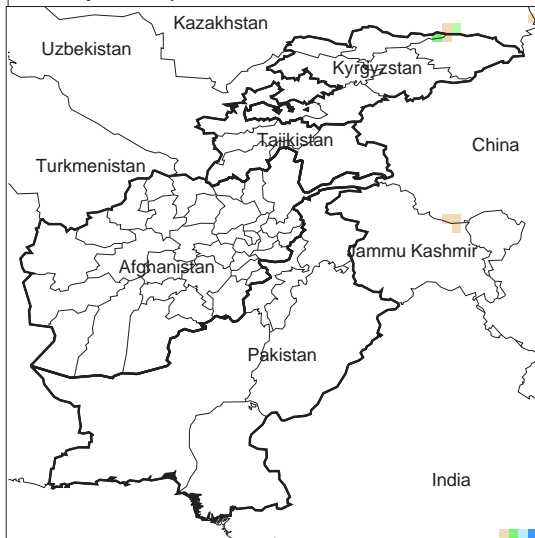 Kazakhstan
Uzbekistan
Kyrgyzstan
Tajikistan
China
Turkmenistan
Jammu Kashmir
Afghanistan
Pakistan
India